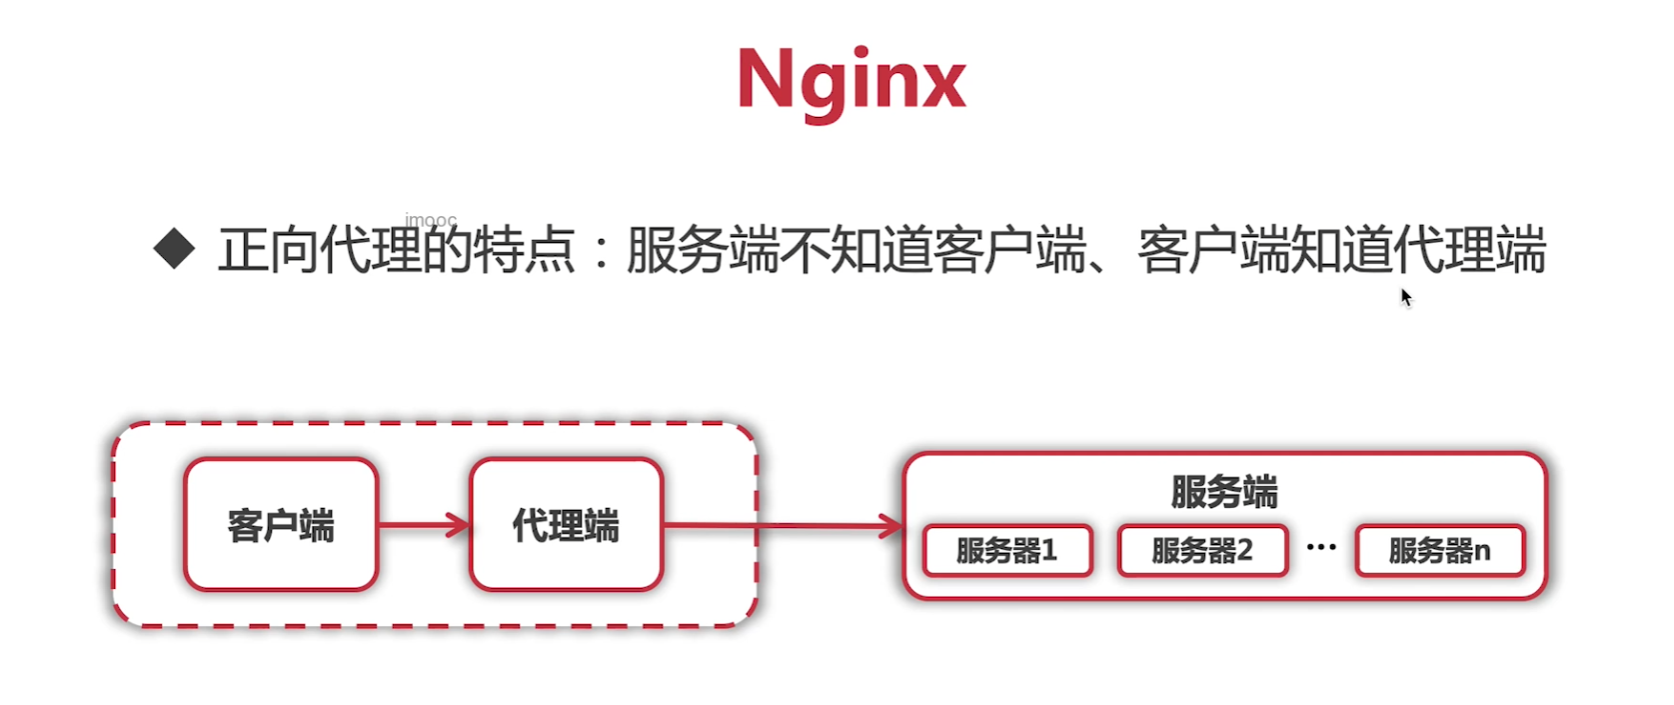 Nginx
imooc
◆ 正向代理的特点：服务端不知道客户端、客户端知道代理端
客户端
代理端
服务端
服务器1
服务器2
...
服务器n